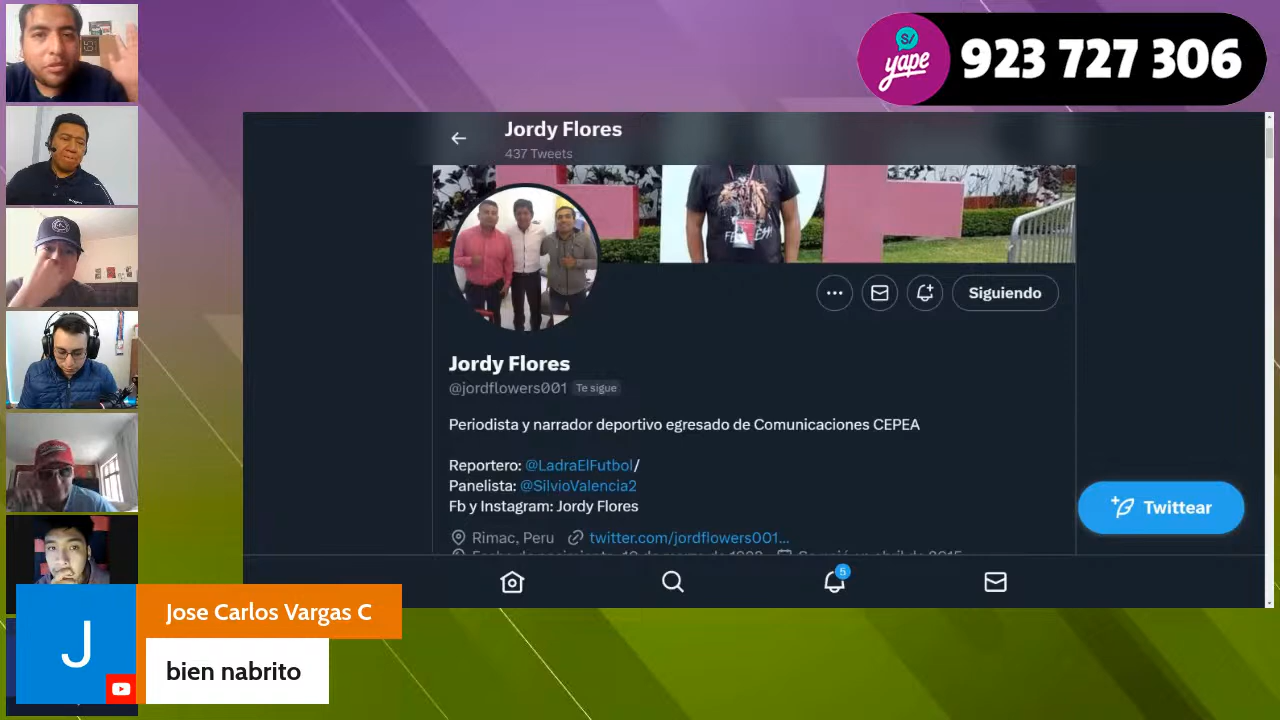 S/
yape
923 727 306
Jordy Flores
437 Tweets
Siguiendo
Jordy Flores
@jordflowers001 Te sigue
Periodista y narrador deportivo egresado de Comunicaciones CEPEA
Reportero: @LadraElFutbol/
Panelista: @SilvioValencia2
Fb y Instagram: Jordy Flores
Rimac, Peru twitter.com/jordflowers001...
Twittear
5
Jose Carlos Vargas C
J
bien nabrito